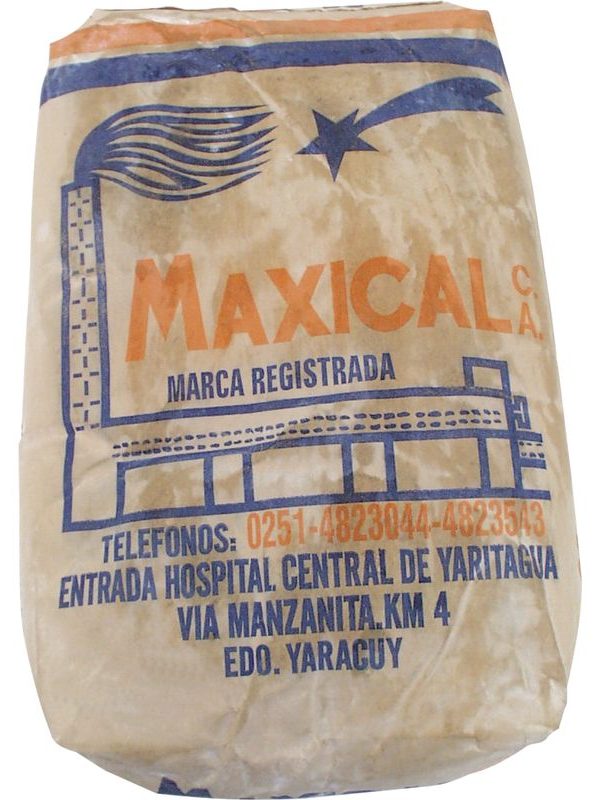 MAXICAL C.A.
MARCA REGISTRADA
TELEFONOS: 0251-4823044-4823543
ENTRADA HOSPITAL CENTRAL DE YARITAGUA
VIA MANZANITA.KM 4
EDO. YARACUY